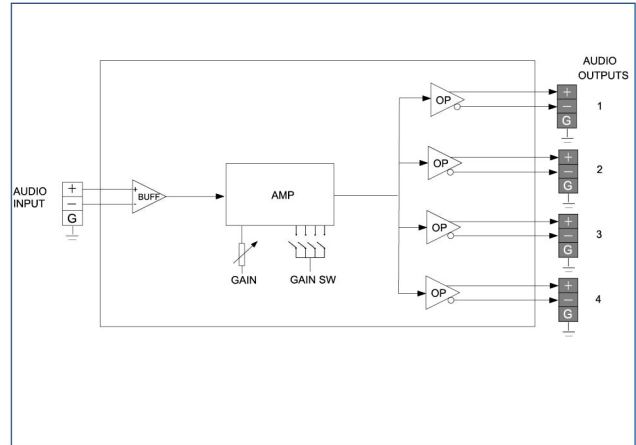 AUDIO
OUTPUTS
+
−
G
1
OP
+
−
G
2
OP
AUDIO
INPUT
+
−
G
+
-
BUFF
AMP
GAIN
GAIN SW
OP
+
−
G
3
OP
+
−
G
4